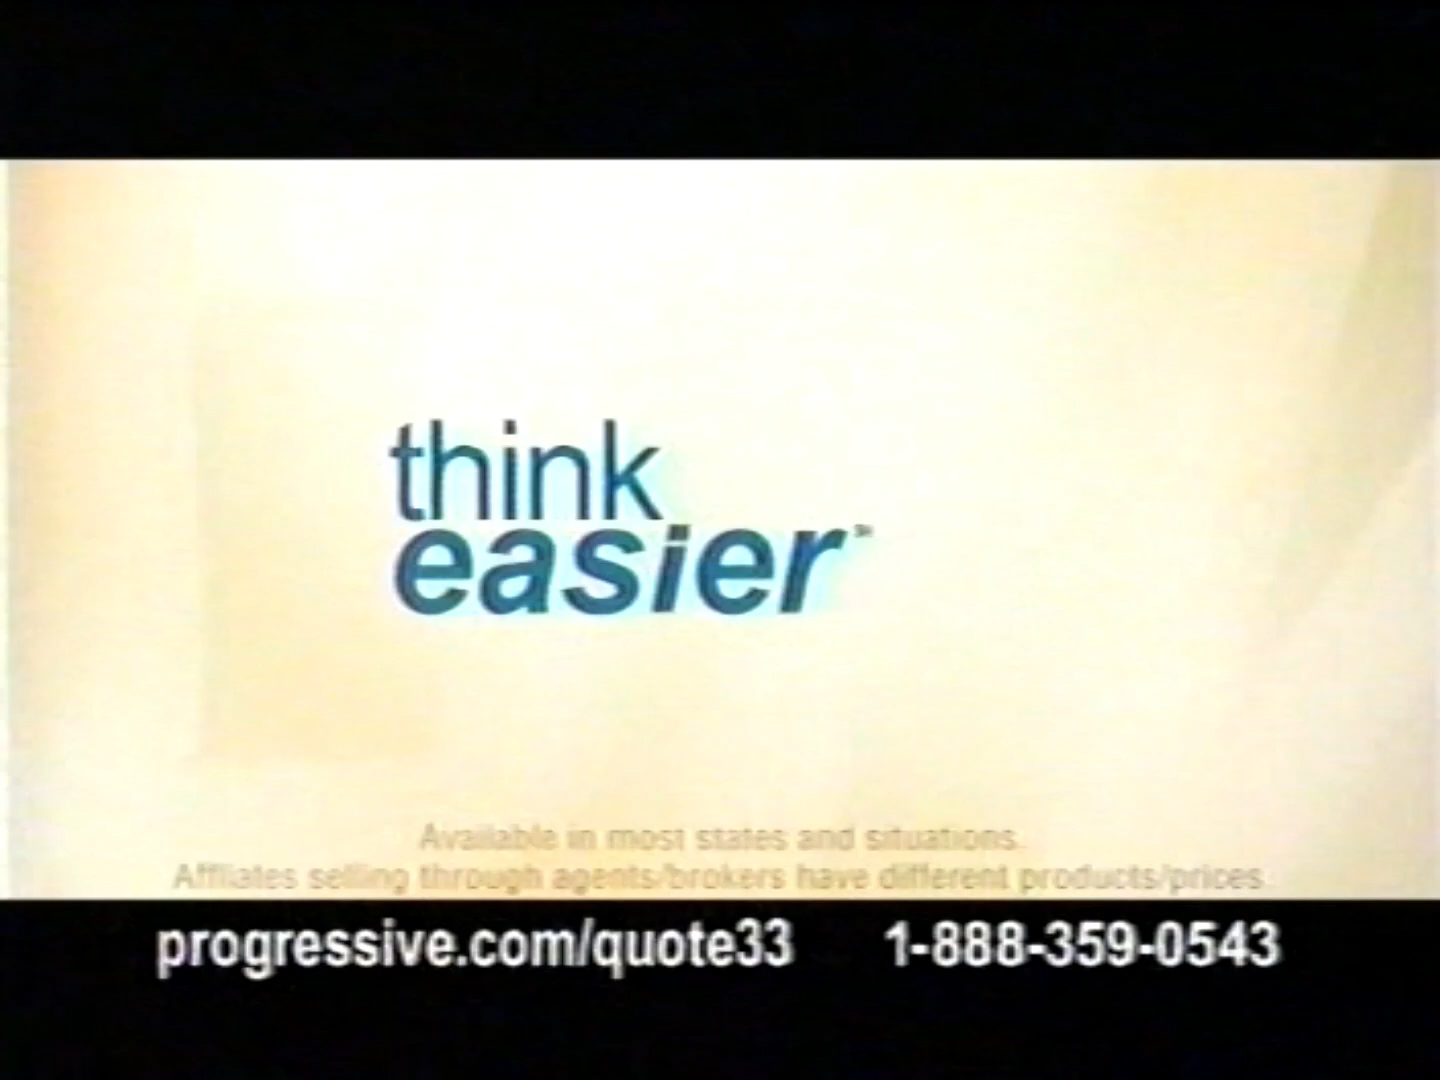 think
easier℠
Available in most states and situations.
Affiliates selling through agents/brokers have different products/prices.
progressive.com/quote33 1-888-359-0543